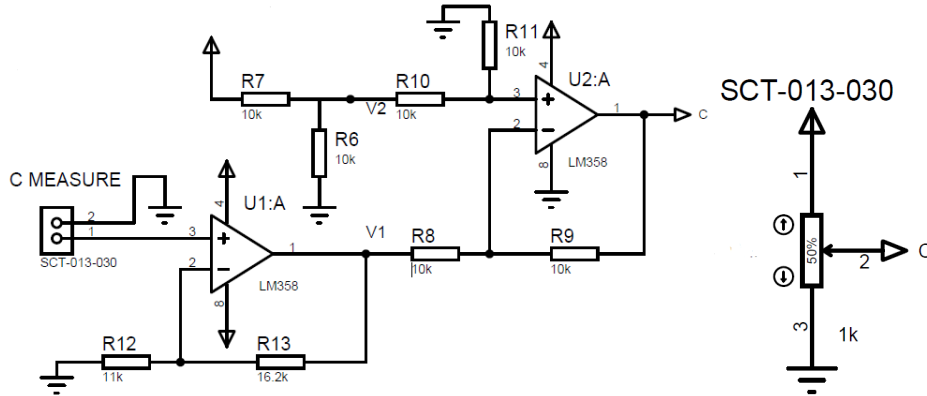 R11
10k
R7
10k
R10
10k
V2
R6
10k
4
3
2
8
1
U2:A
LM358
C
SCT-013-030
1
50%
2
C
3
1k
C MEASURE
2
1
SCT-013-030
U1:A
4
3
2
8
1
LM358
V1
R8
10k
R9
10k
R12
11k
R13
16.2k